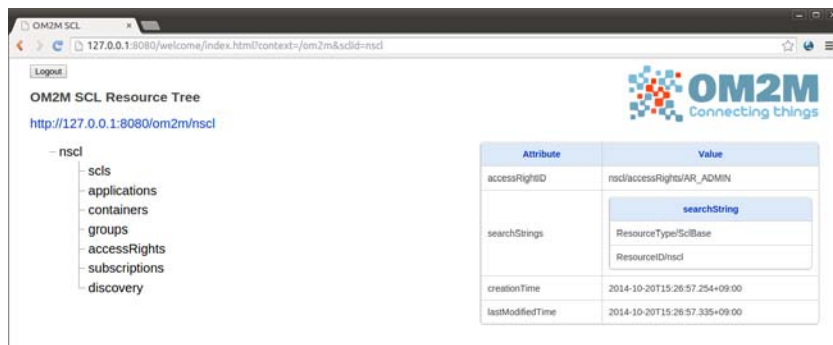 OM2M SCL
127.0.0.1:8080/welcome/index.html?context=/om2m&sclId=nscl
Logout
OM2M SCL Resource Tree
OM2M
Connecting things
http://127.0.0.1:8080/om2m/nscl
nscl
scls
applications
containers
groups
accessRights
subscriptions
discovery
Attribute Value
accessRightID nscl/accessRights/AR_ADMIN
searchStrings
searchString
ResourceType/SclBase
ResourceID/nscl
creationTime 2014-10-20T15:26:57.254+09:00
lastModifiedTime 2014-10-20T15:26:57.335+09:00